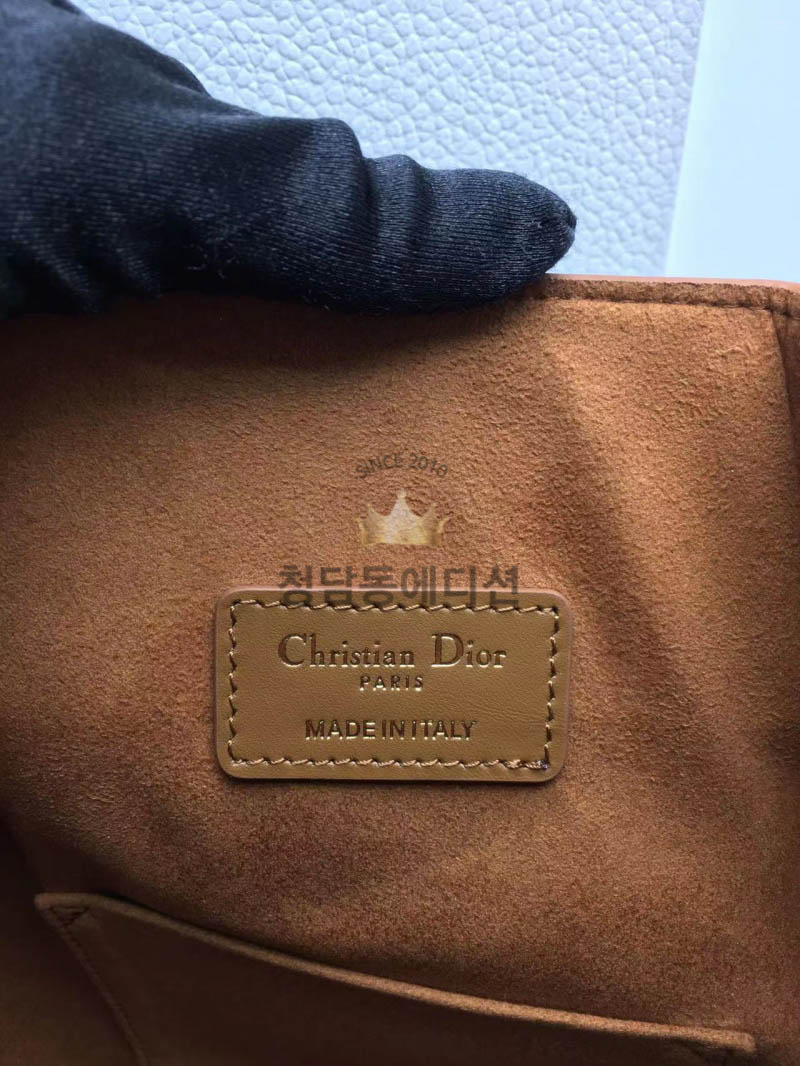 SINCE 2010
청담동에디션
Christian Dior
PARIS
MADE IN ITALY